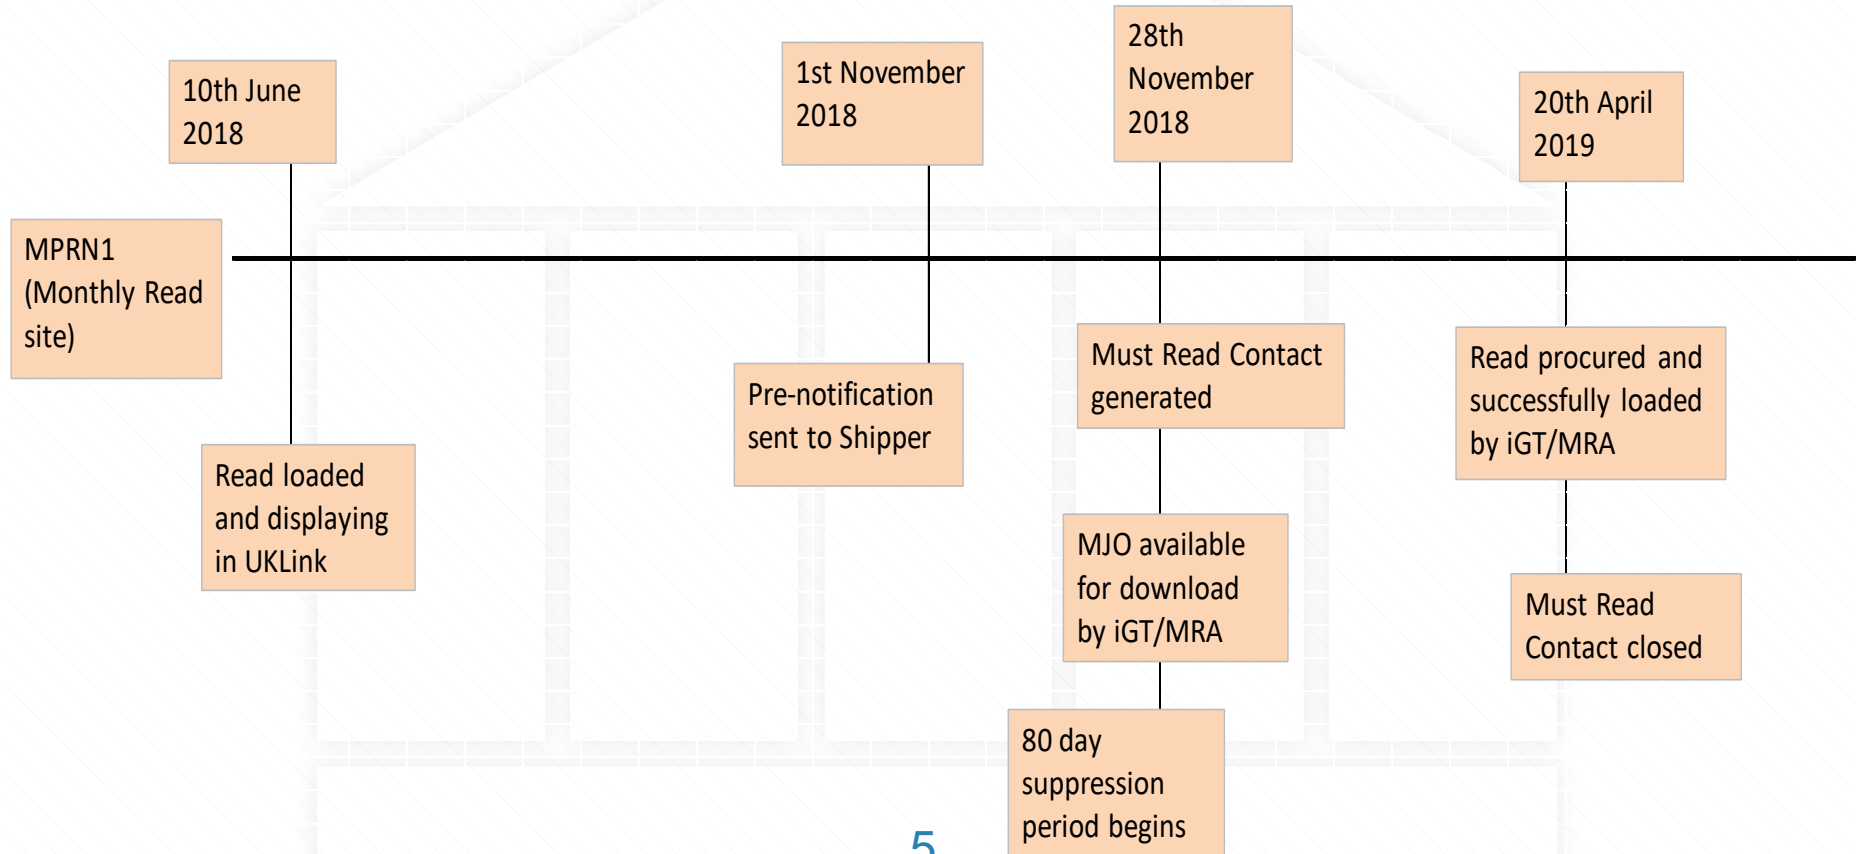 10th June
2018
1st November
2018
28th
November
2018
20th April
2019
MPRN1
(Monthly Read
site)
Read loaded
and displaying
in UKLink
Pre-notification
sent to Shipper
Must Read Contact
generated
MJO available
for download
by iGT/MRA
80 day
suppression
period begins
Read procured and
successfully loaded
by iGT/MRA
Must Read
Contact closed
5